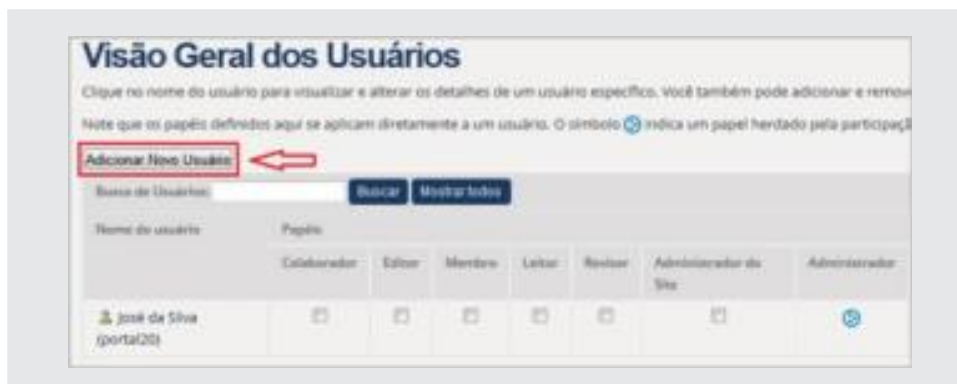 Visão Geral dos Usuários
Clique no nome do usuário para visualizar e alterar os detalhes de um usuário específico. Você também pode adicionar e remov
Note que os papéis definidos aqui se aplicam diretamente a um usuário. O símbolo indica um papel herdado pela participaçã
Adicionar Novo Usuário
Busca de Usuários: Buscar Mostrar todos
Nome do usuário Papéis
Colaborador Editor Membro Leitor Revisor Administrador do Administrador
Site
José da Silva
(portal20)